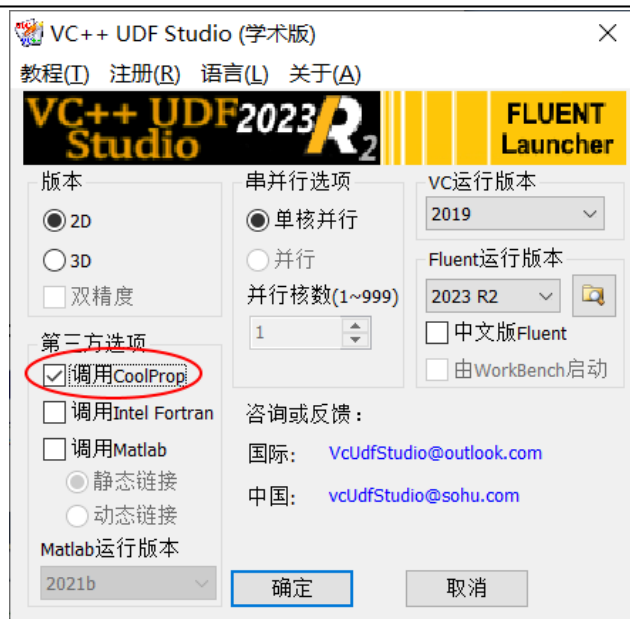 VC++ UDF Studio (学术版)
教程(T) 注册(R) 语言(L) 关于(A)
VC++ UDF Studio 2023 R2
FLUENT Launcher
版本
2D
3D
双精度
串并行选项
单核并行
并行
并行核数(1~999)
1
VC运行版本
2019
Fluent运行版本
2023 R2
中文版Fluent
由WorkBench启动
第三方选项
调用CoolProp
调用Intel Fortran
调用Matlab
静态链接
动态链接
Matlab运行版本
2021b
咨询或反馈：
国际: VcUdfStudio@outlook.com
中国: vcUdfStudio@sohu.com
确定
取消